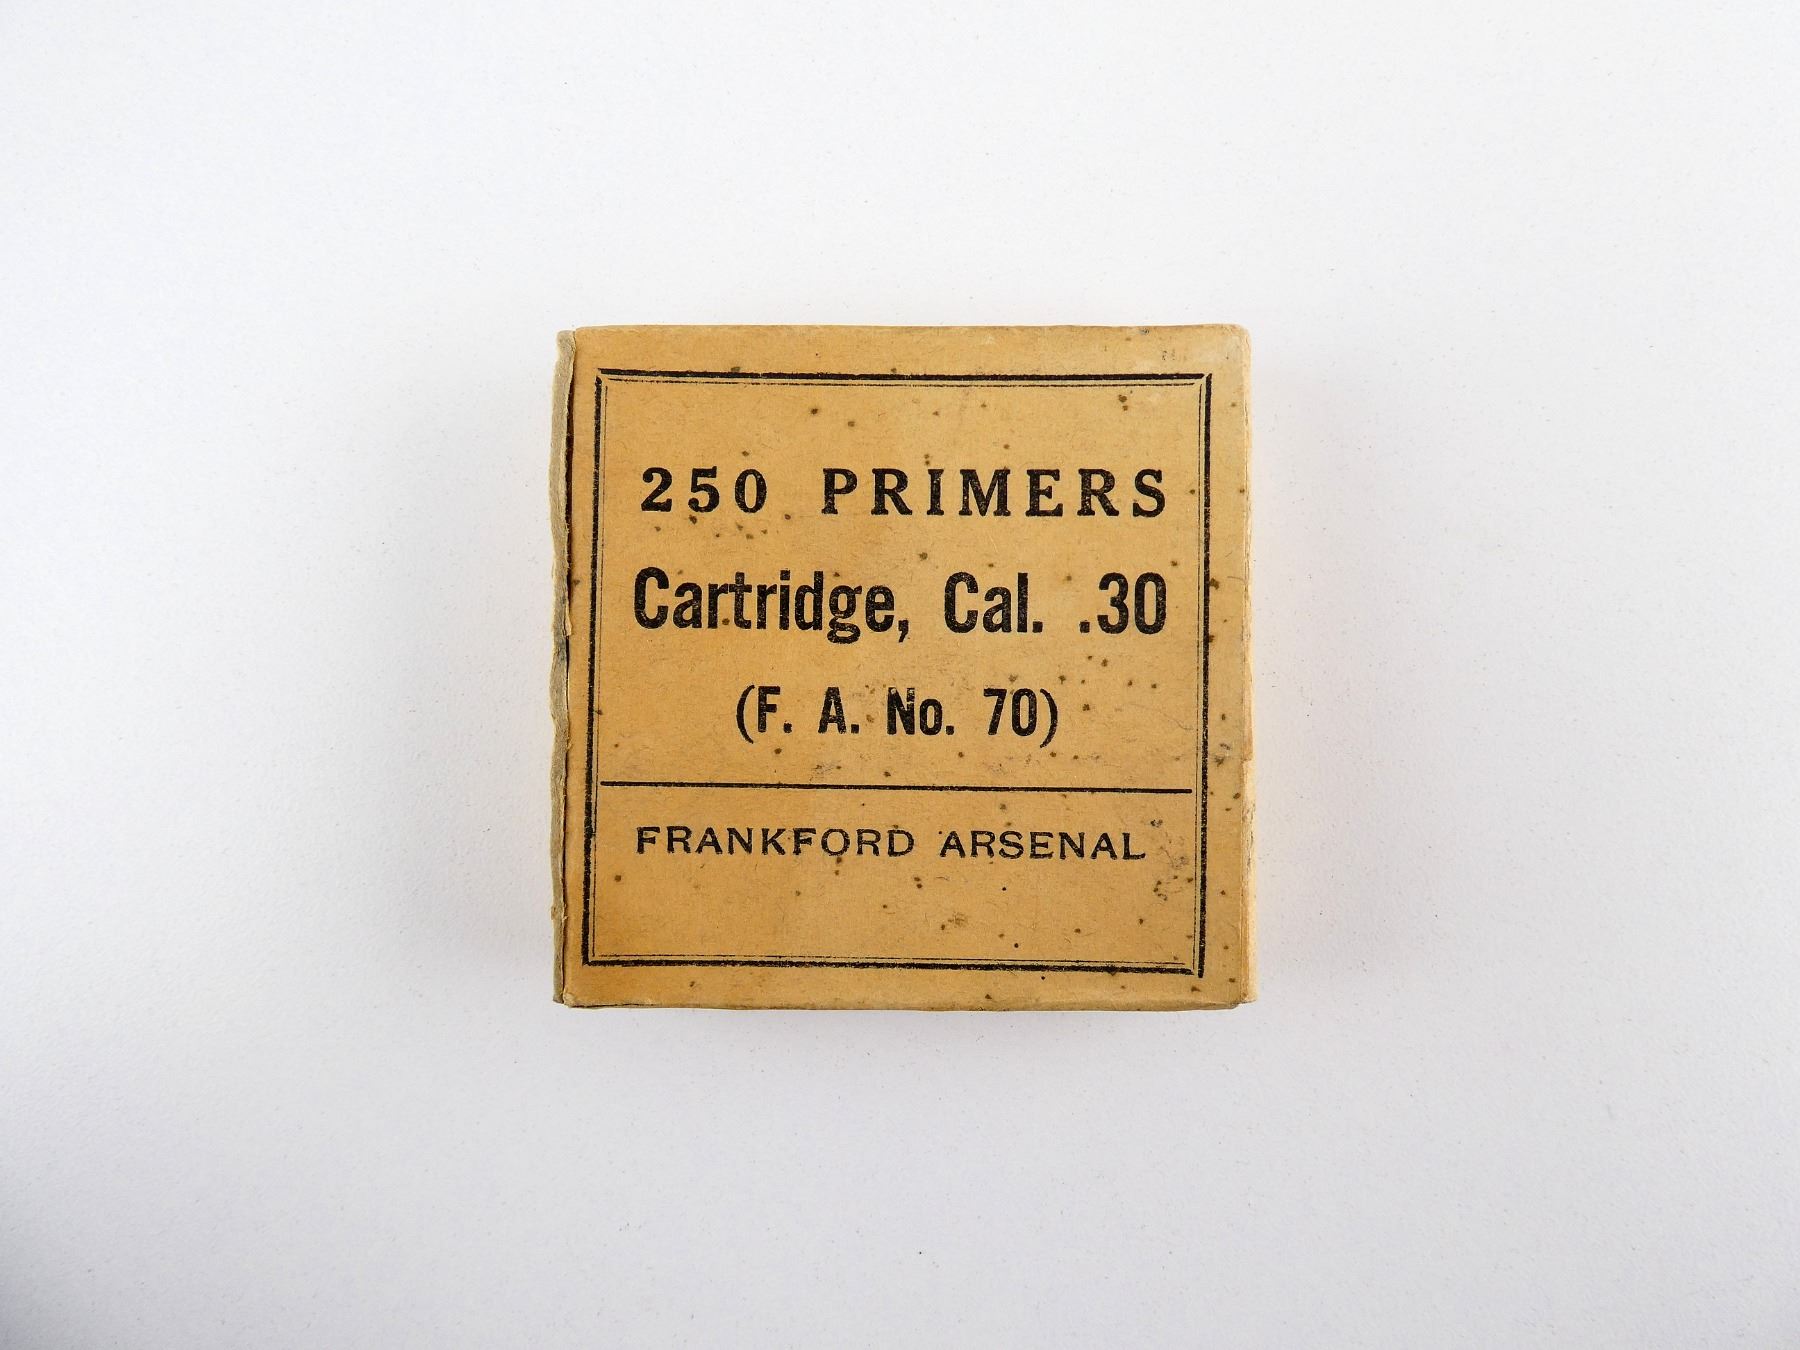 250 PRIMERS
Cartridge, Cal. .30
(F. A. No. 70)
FRANKFORD ARSENAL